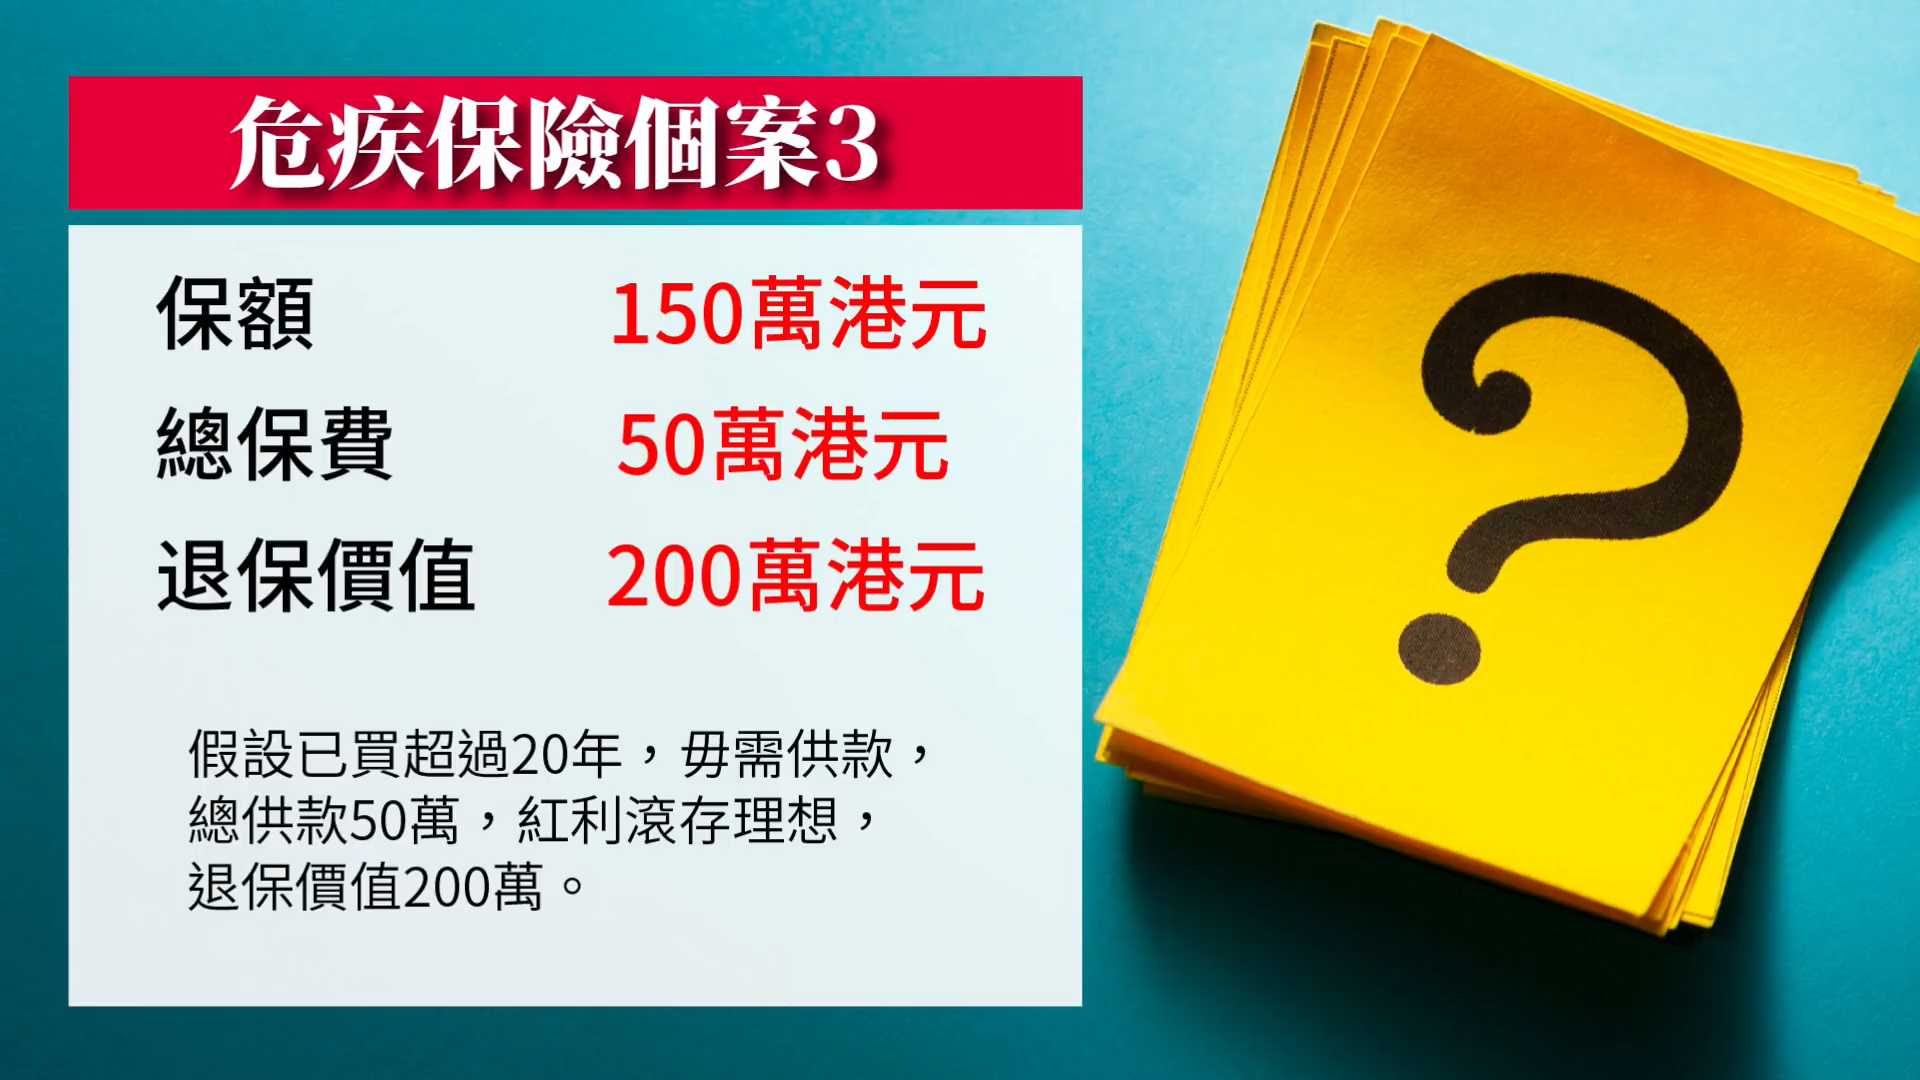 危疾保險個案3
保額 150萬港元
總保費 50萬港元
退保價值 200萬港元
假設已買超過20年，毋需供款，
總供款50萬，紅利滾存理想，
退保價值200萬。
?